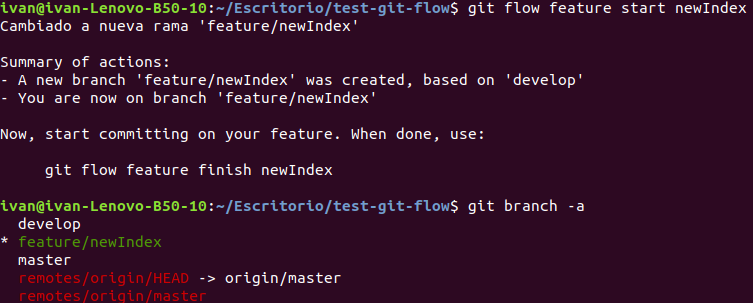 ivan@ivan-Lenovo-B50-10:~/Escritorio/test-git-flow$ git flow feature start newIndex
Cambiado a nueva rama 'feature/newIndex'
Summary of actions:
- A new branch 'feature/newIndex' was created, based on 'develop'
- You are now on branch 'feature/newIndex'
Now, start committing on your feature. When done, use:
git flow feature finish newIndex
ivan@ivan-Lenovo-B50-10:~/Escritorio/test-git-flow$ git branch -a
develop
* feature/newIndex
master
remotes/origin/HEAD -> origin/master
remotes/origin/master